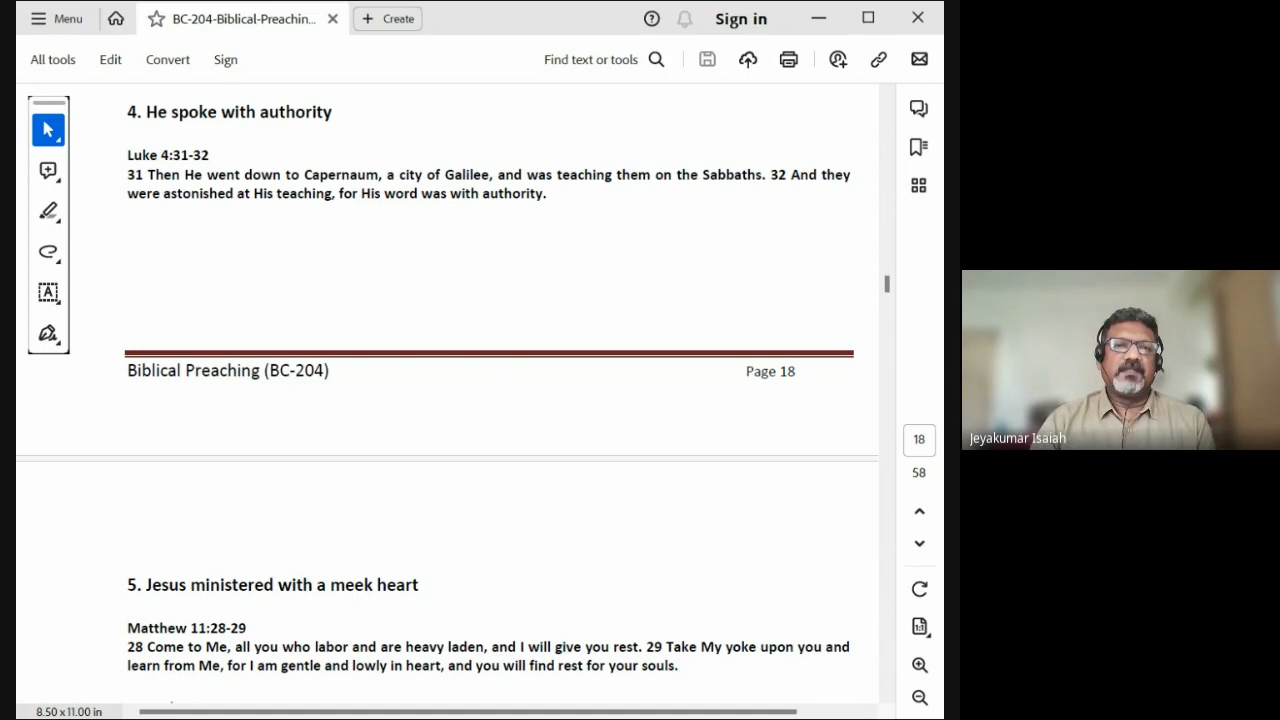 Menu
BC-204-Biblical-Preachin...
Create
Sign in
All tools
Edit
Convert
Sign
Find text or tools
4. He spoke with authority
Luke 4:31-32
31 Then He went down to Capernaum, a city of Galilee, and was teaching them on the Sabbaths. 32 And they
were astonished at His teaching, for His word was with authority.
Biblical Preaching (BC-204)
Page 18
18
58
5. Jesus ministered with a meek heart
Matthew 11:28-29
28 Come to Me, all you who labor and are heavy laden, and I will give you rest. 29 Take My yoke upon you and
learn from Me, for I am gentle and lowly in heart, and you will find rest for your souls.
8.50 x 11.00 in
Jeyakumar Isaiah